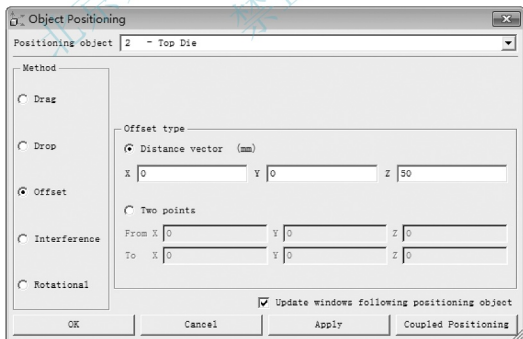 Object Positioning
Positioning object 2 - Top Die
Method
Drag
Drop
Offset
Interference
Rotational
Offset type
Distance vector (mm)
X 0 Y 0 Z 50
Two points
From X 0 Y 0 Z 0
To X 0 Y 0 Z 0
Update windows following positioning object
OK Cancel Apply Coupled Positioning